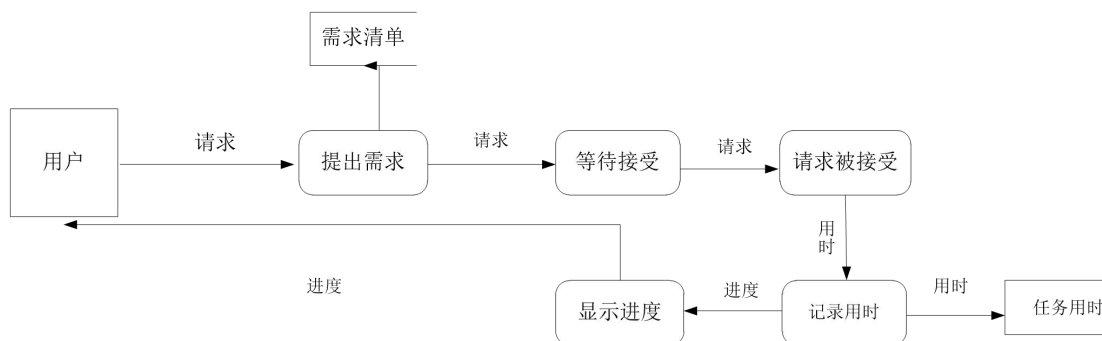 需求清单
用户
请求
提出需求
请求
等待接受
请求
请求被接受
用时
进度
显示进度
进度
记录用时
用时
任务用时